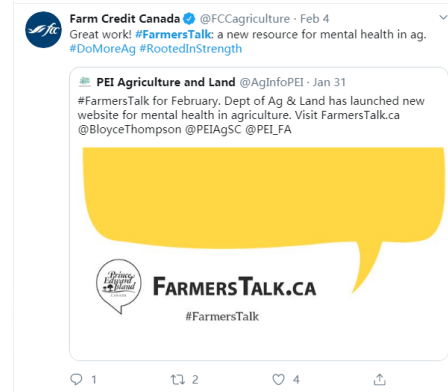 Farm Credit Canada @FCCagriculture · Feb 4
Great work! #FarmersTalk: a new resource for mental health in ag.
#DoMoreAg #RootedInStrength
PEI Agriculture and Land @AgInfoPEI · Jan 31
#FarmersTalk for February. Dept of Ag & Land has launched new
website for mental health in agriculture. Visit FarmersTalk.ca
@BloyceThompson @PEIAgSC @PEI_FA
Prince
Edward
Island
CANADA
FARMERSTALK.CA
#FarmersTalk
1 2 4